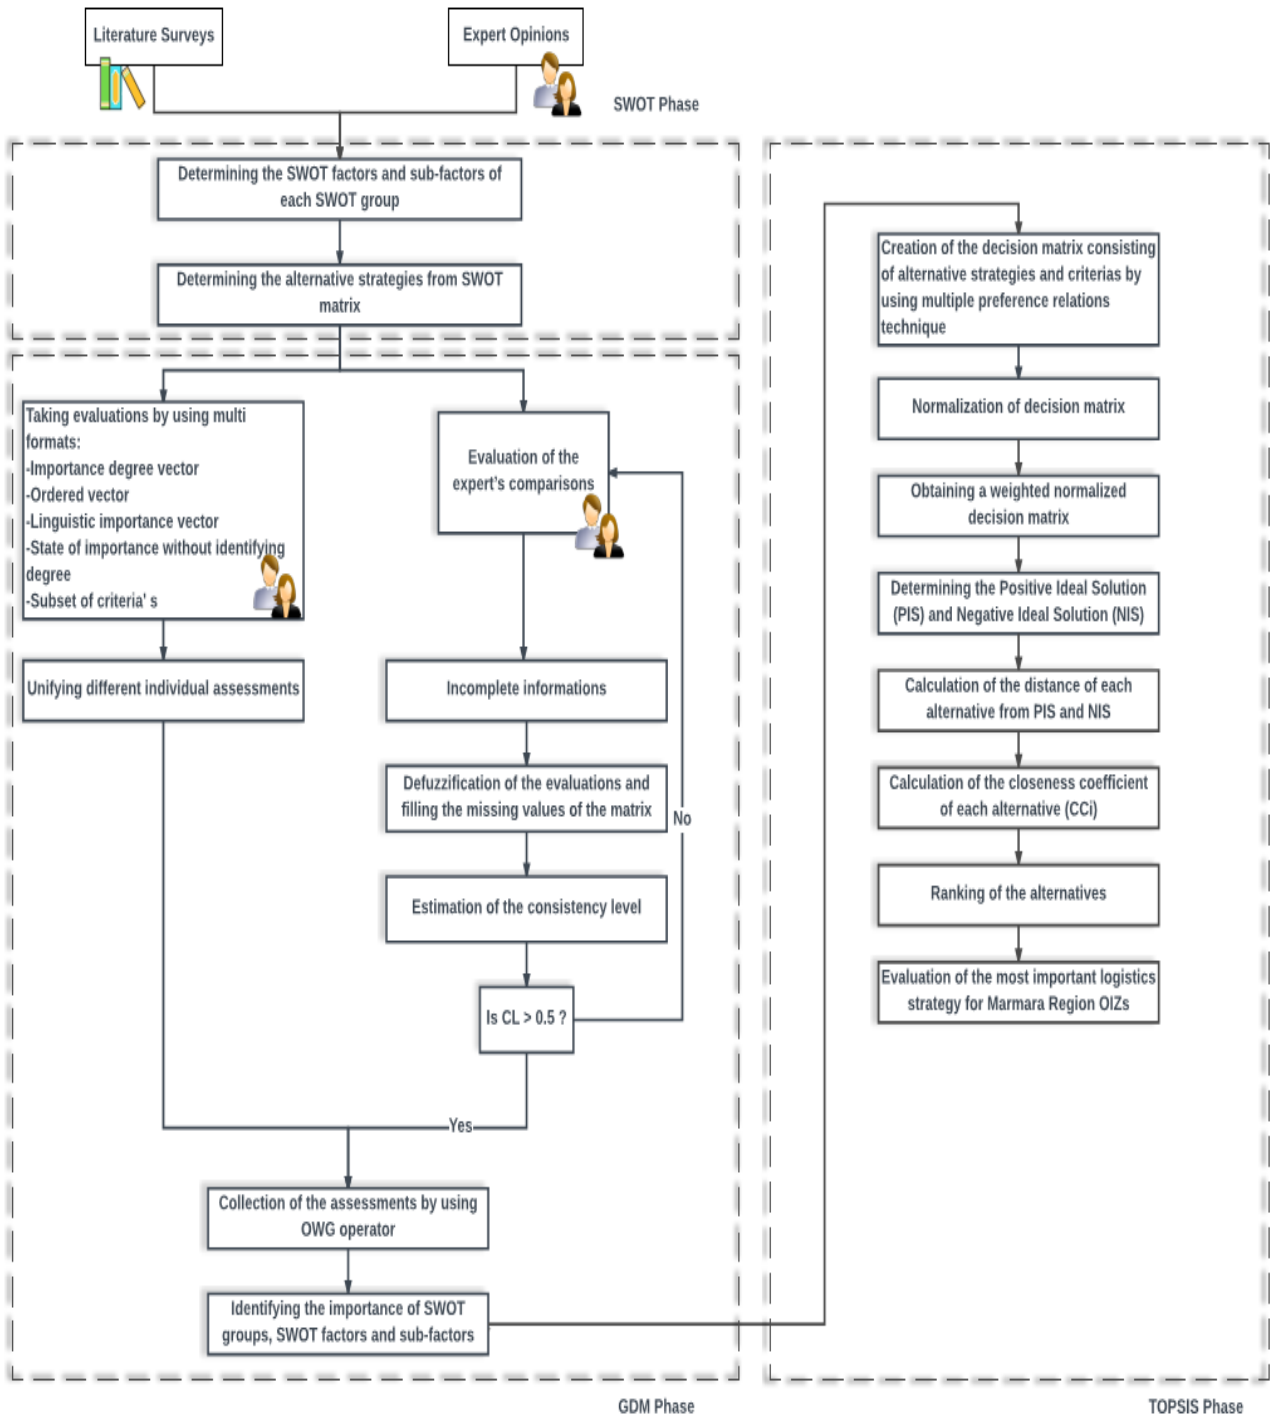 Literature Surveys
Expert Opinions
SWOT Phase
Determining the SWOT factors and sub-factors of
each SWOT group
Determining the alternative strategies from SWOT
matrix
Taking evaluations by using multi
formats:
-Importance degree vector
-Ordered vector
-Linguistic importance vector
-State of importance without identifying
degree
-Subset of criteria' s
Evaluation of the
expert's comparisons
Unifying different individual assessments
Incomplete informations
Defuzzification of the evaluations and
filling the missing values of the matrix
No
Estimation of the consistency level
Is CL > 0.5 ?
Yes
Collection of the assessments by using
OWG operator
Identifying the importance of SWOT
groups, SWOT factors and sub-factors
GDM Phase
Creation of the decision matrix consisting
of alternative strategies and criterias by
using multiple preference relations
technique
Normalization of decision matrix
Obtaining a weighted normalized
decision matrix
Determining the Positive Ideal Solution
(PIS) and Negative Ideal Solution (NIS)
Calculation of the distance of each
alternative from PIS and NIS
Calculation of the closeness coefficient
of each alternative (CCi)
Ranking of the alternatives
Evaluation of the most important logistics
strategy for Marmara Region OIZs
TOPSIS Phase